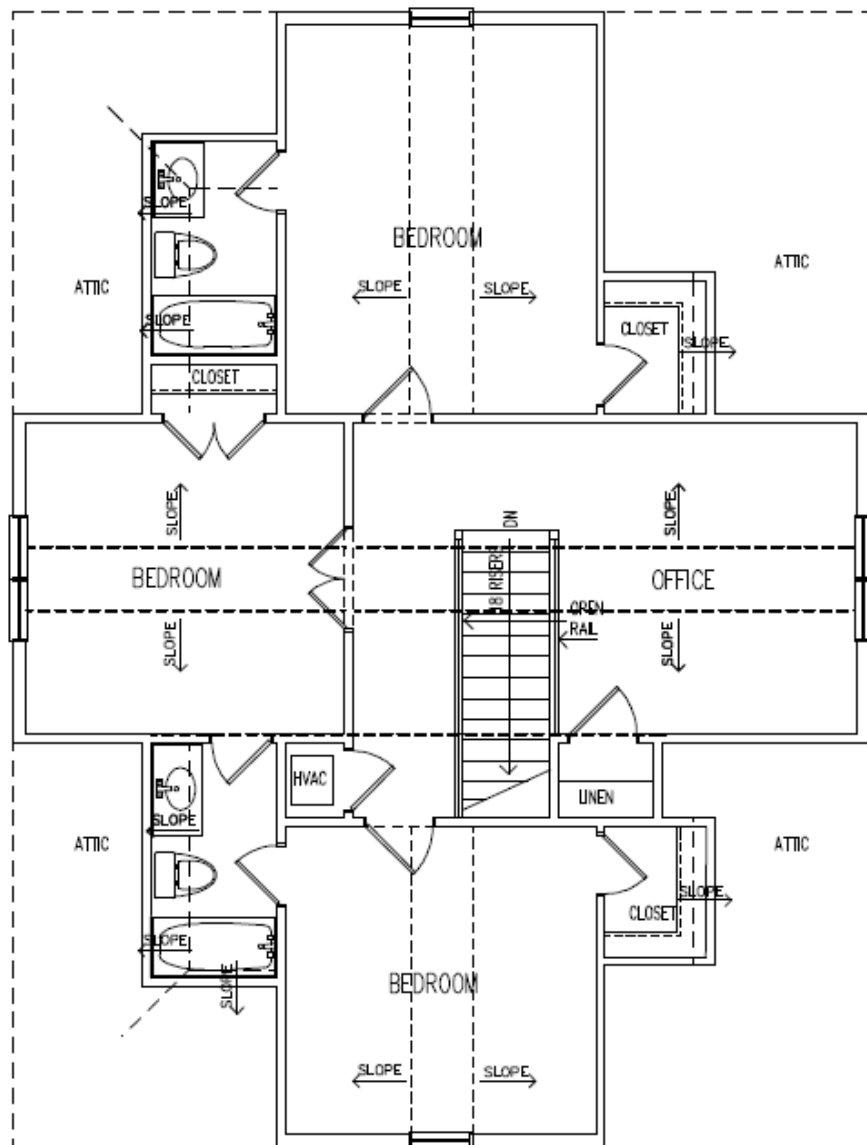 SLOPE
BEDROOM
ATTIC
ATTIC
SLOPE
SLOPE
SLOPE
CLOSET
SLOPE
CLOSET
SLOPE
SLOPE
DN
18 RISERS
BEDROOM
OFFICE
OPEN
RAIL
SLOPE
SLOPE
HVAC
LINEN
SLOPE
ATTIC
ATTIC
SLOPE
CLOSET
SLOPE
SLOPE
BEDROOM
SLOPE
SLOPE